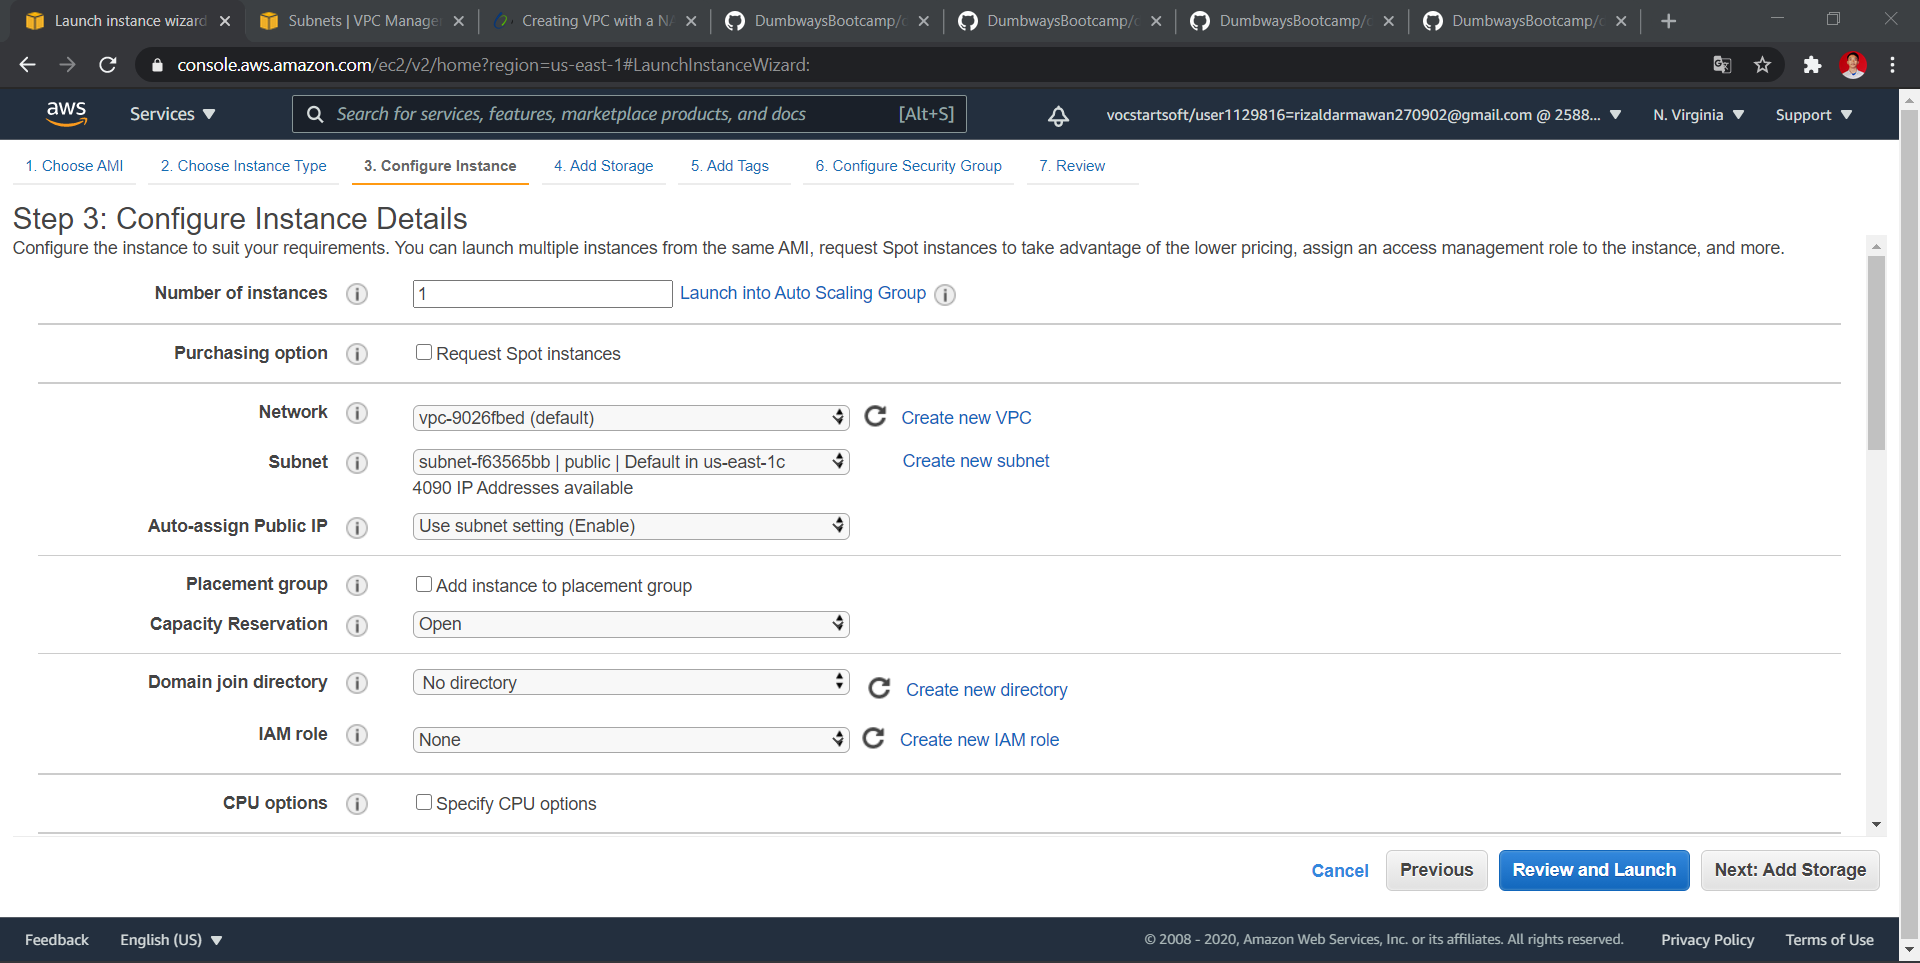 Launch instance wizard
Subnets | VPC Manage
Creating VPC with a NA
DumbwaysBootcamp/
DumbwaysBootcamp/
DumbwaysBootcamp/
DumbwaysBootcamp/
console.aws.amazon.com/ec2/v2/home?region=us-east-1#LaunchInstanceWizard:
aws
Services
Search for services, features, marketplace products, and docs
[Alt+S]
vocstartsoft/user1129816=rizaldarmawan270902@gmail.com @ 2588...
N. Virginia
Support
1. Choose AMI
2. Choose Instance Type
3. Configure Instance
4. Add Storage
5. Add Tags
6. Configure Security Group
7. Review
Step 3: Configure Instance Details
Configure the instance to suit your requirements. You can launch multiple instances from the same AMI, request Spot instances to take advantage of the lower pricing, assign an access management role to the instance, and more.
Number of instances
1
Launch into Auto Scaling Group
Purchasing option
Request Spot instances
Network
vpc-9026fbed (default)
Create new VPC
Subnet
subnet-f63565bb | public | Default in us-east-1c
Create new subnet
4090 IP Addresses available
Auto-assign Public IP
Use subnet setting (Enable)
Placement group
Add instance to placement group
Capacity Reservation
Open
Domain join directory
No directory
Create new directory
IAM role
None
Create new IAM role
CPU options
Specify CPU options
Cancel
Previous
Review and Launch
Next: Add Storage
Feedback
English (US)
© 2008 - 2020, Amazon Web Services, Inc. or its affiliates. All rights reserved.
Privacy Policy
Terms of Use